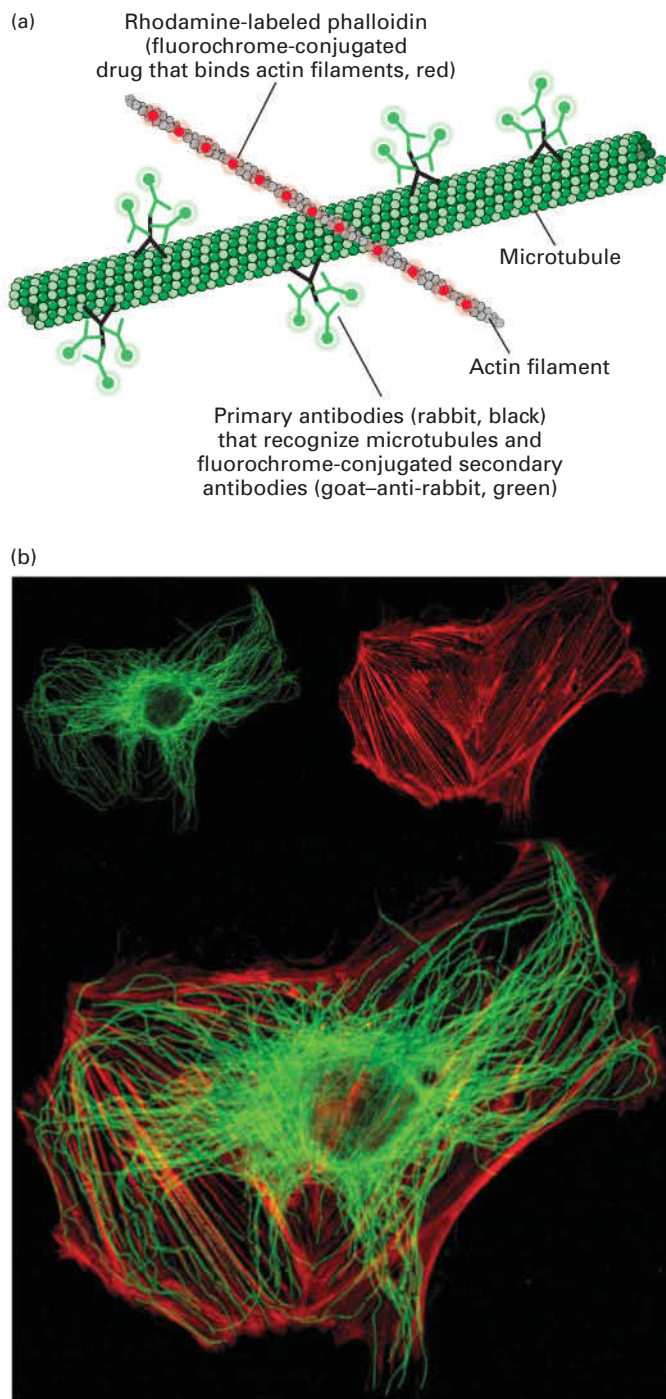 (a)
Rhodamine-labeled phalloidin
(fluorochrome-conjugated
drug that binds actin filaments, red)
Microtubule
Actin filament
Primary antibodies (rabbit, black)
that recognize microtubules and
fluorochrome-conjugated secondary
antibodies (goat–anti-rabbit, green)
(b)